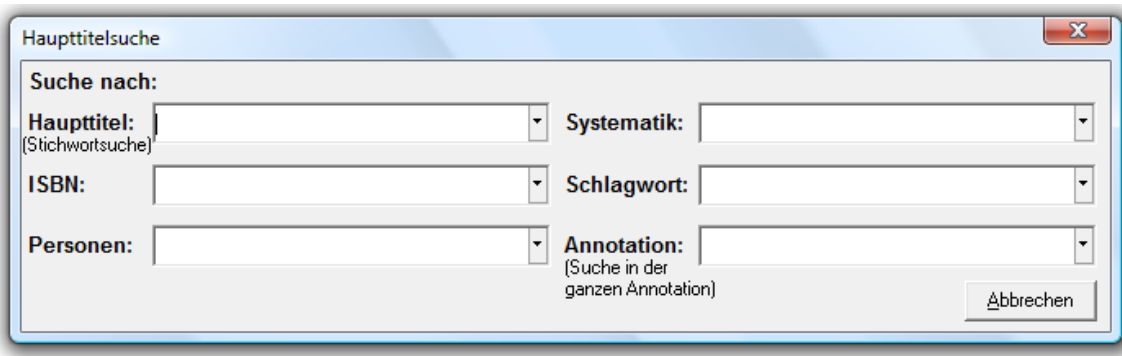 Haupttitelsuche
Suche nach:
Haupttitel:
(Stichwortsuche)
Systematik:
ISBN:
Schlagwort:
Personen:
Annotation:
(Suche in der
ganzen Annotation)
Abbrechen